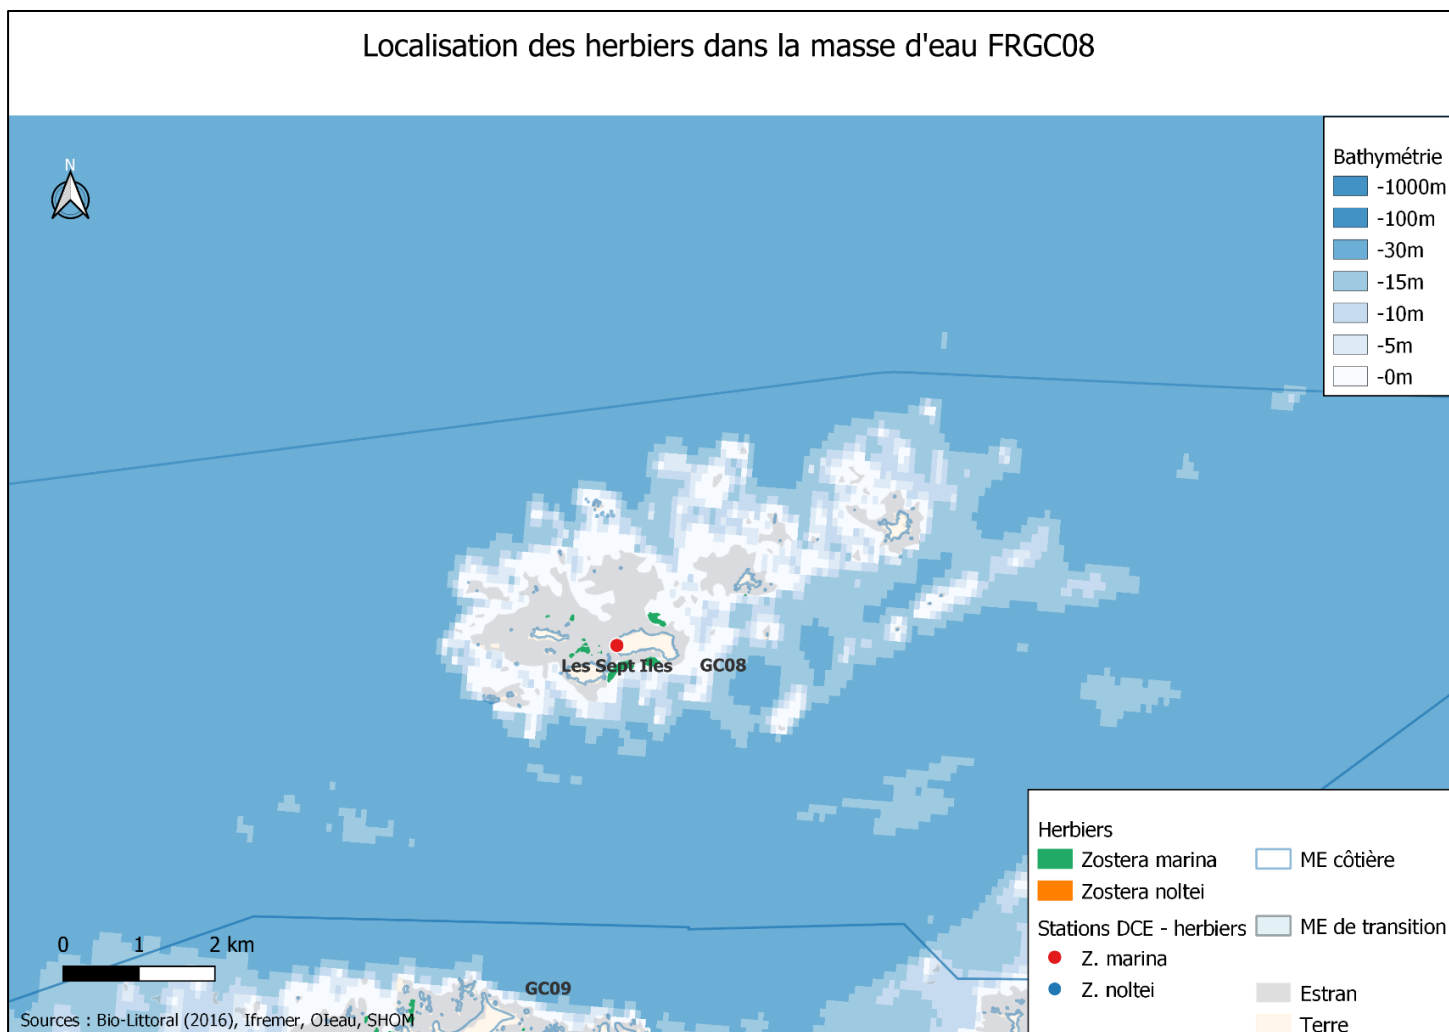 Localisation des herbiers dans la masse d'eau FRGC08
N
Bathymétrie
-1000m
-100m
-30m
-15m
-10m
-5m
-0m
Les Sept Iles
GC08
Herbiers
Zostera marina
ME côtière
Zostera noltei
Stations DCE - herbiers
ME de transition
Z. marina
Z. noltei
Estran
Terre
0 1 2 km
GC09
Sources : Bio-Littoral (2016), Ifremer, OIeau, SHOM